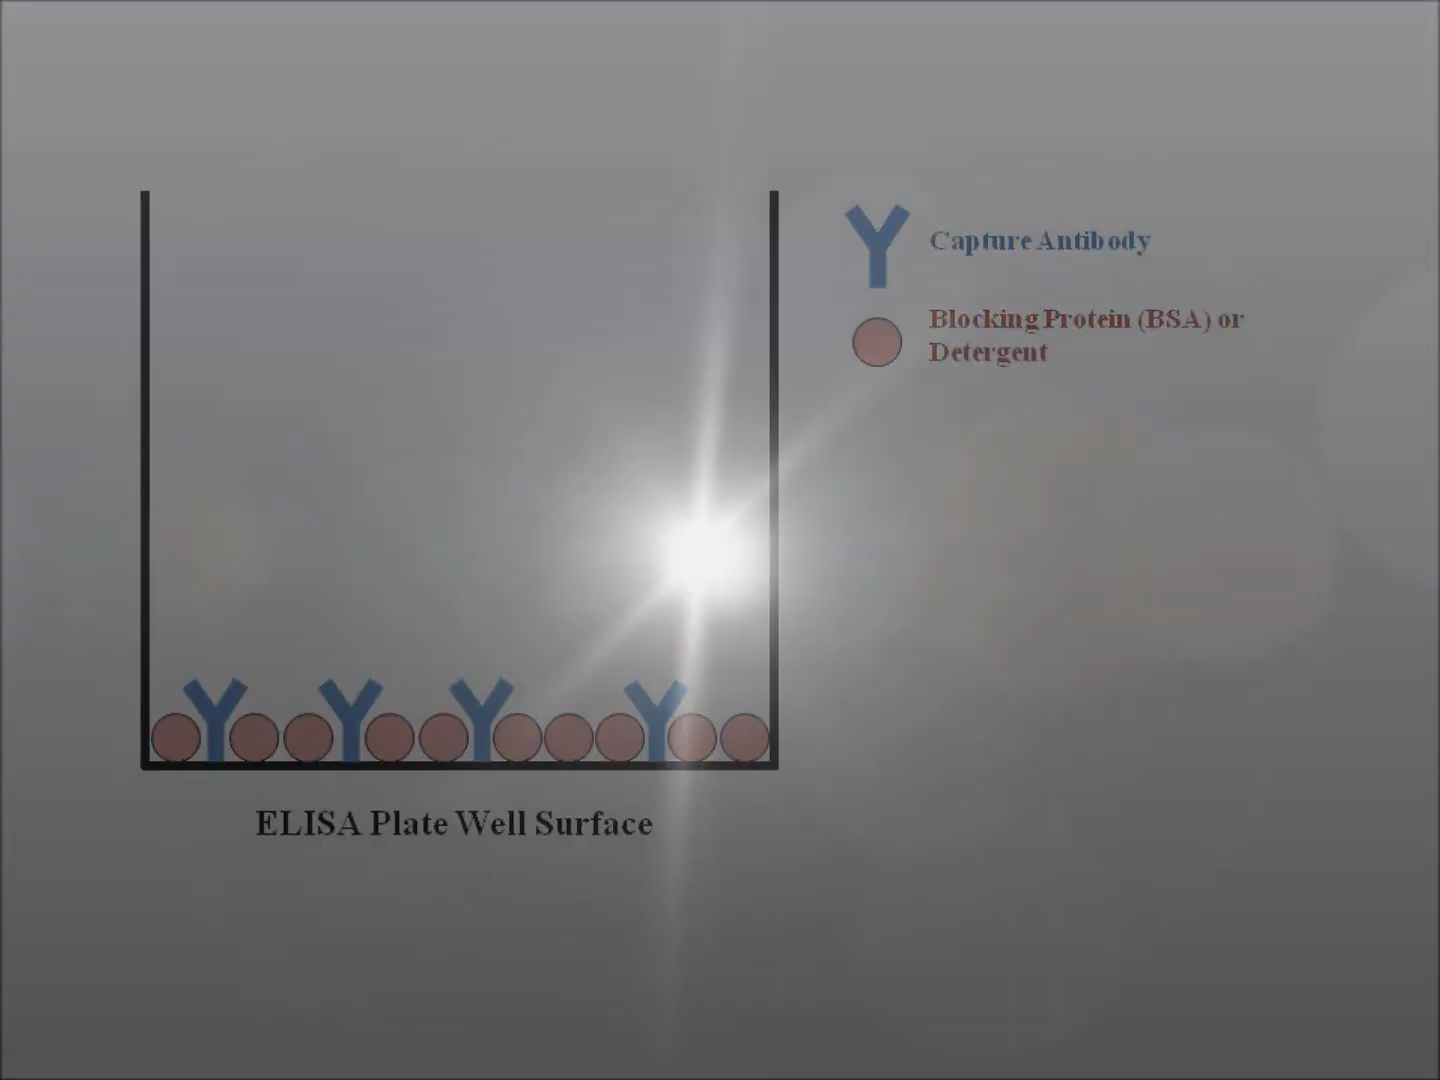 Capture Antibody
Blocking Protein (BSA) or
Detergent
ELISA Plate Well Surface